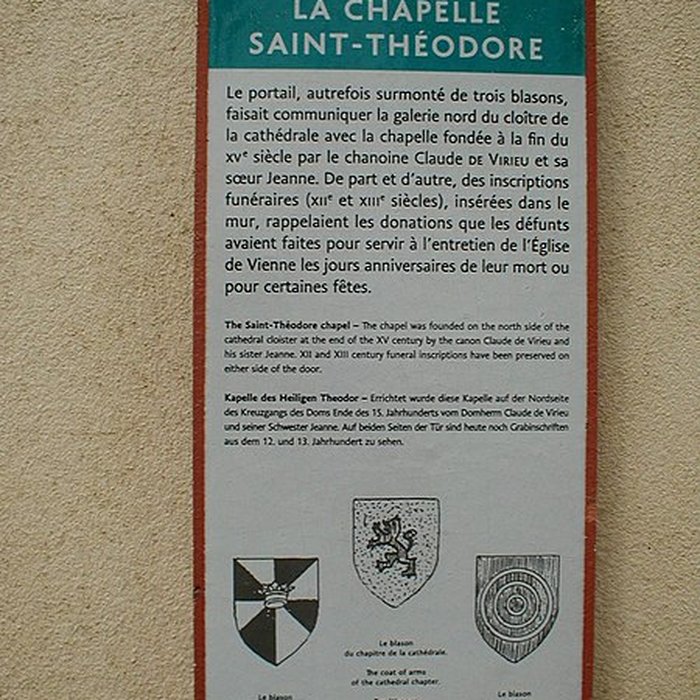 LA CHAPELLE
SAINT-THÉODORE
Le portail, autrefois surmonté de trois blasons,
faisait communiquer la galerie nord du cloître de
la cathédrale avec la chapelle fondée à la fin du
XVe siècle par le chanoine Claude DE VIRIEU et sa
sœur Jeanne. De part et d'autre, des inscriptions
funéraires (XIIe et XIIIe siècles), insérées dans le
mur, rappelaient les donations que les défunts
avaient faites pour servir à l'entretien de l'Église
de Vienne les jours anniversaires de leur mort ou
pour certaines fêtes.
The Saint-Théodore chapel – The chapel was founded on the north side of the
cathedral cloister at the end of the XV century by the canon Claude de Virieu and
his sister Jeanne. XII and XIII century funeral inscriptions have been preserved on
either side of the door.
Kapelle des Heiligen Theodor – Errichtet wurde diese Kapelle auf der Nordseite
des Kreuzgangs des Doms Ende des 15. Jahrhunderts vom Domherrn Claude de Virieu
und seiner Schwester Jeanne. Auf beiden Seiten der Tür sind heute noch Grabinschriften
aus dem 12. und 13. Jahrhundert zu sehen.
Le blason
du chapitre de la cathédrale.
The coat of arms
of the cathedral chapter.
Le blason
Le blason